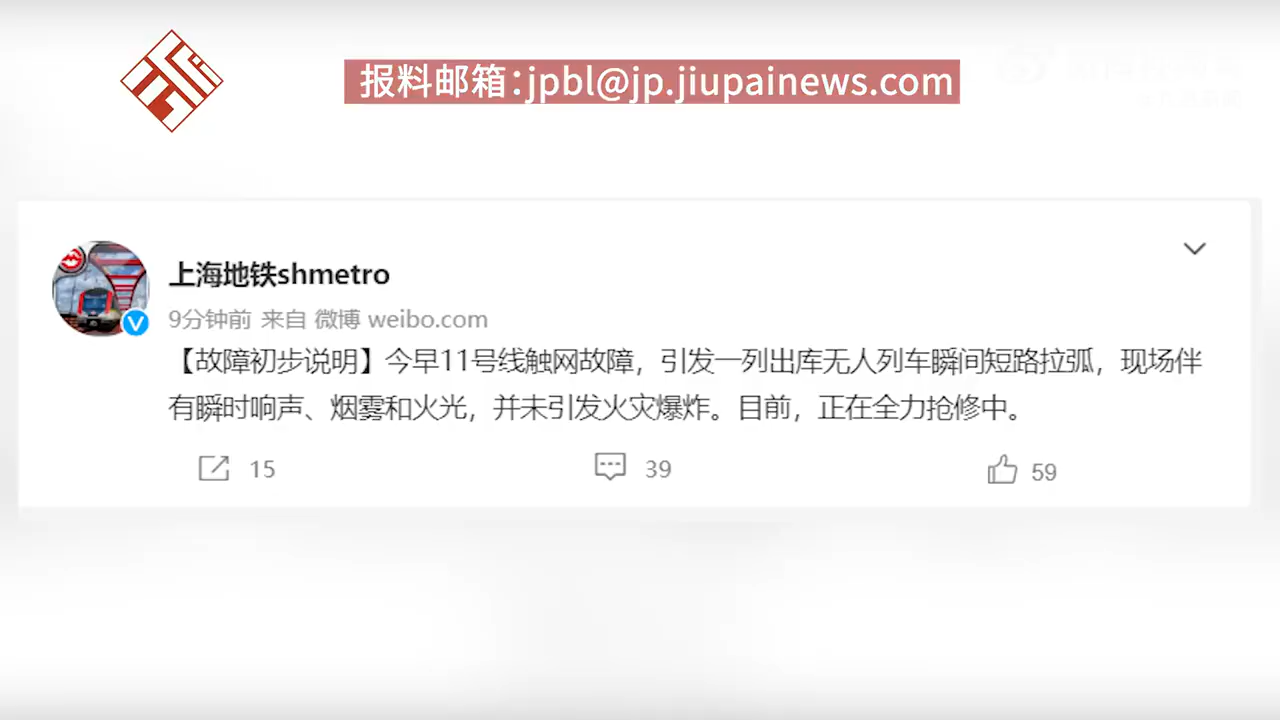 报料邮箱:jpbl@jp.jiupainews.com
上海地铁shmetro
9分钟前 来自 微博 weibo.com
【故障初步说明】今早11号线触网故障，引发一列出库无人列车瞬间短路拉弧，现场伴
有瞬时响声、烟雾和火光，并未引发火灾爆炸。目前，正在全力抢修中。
15 39 59